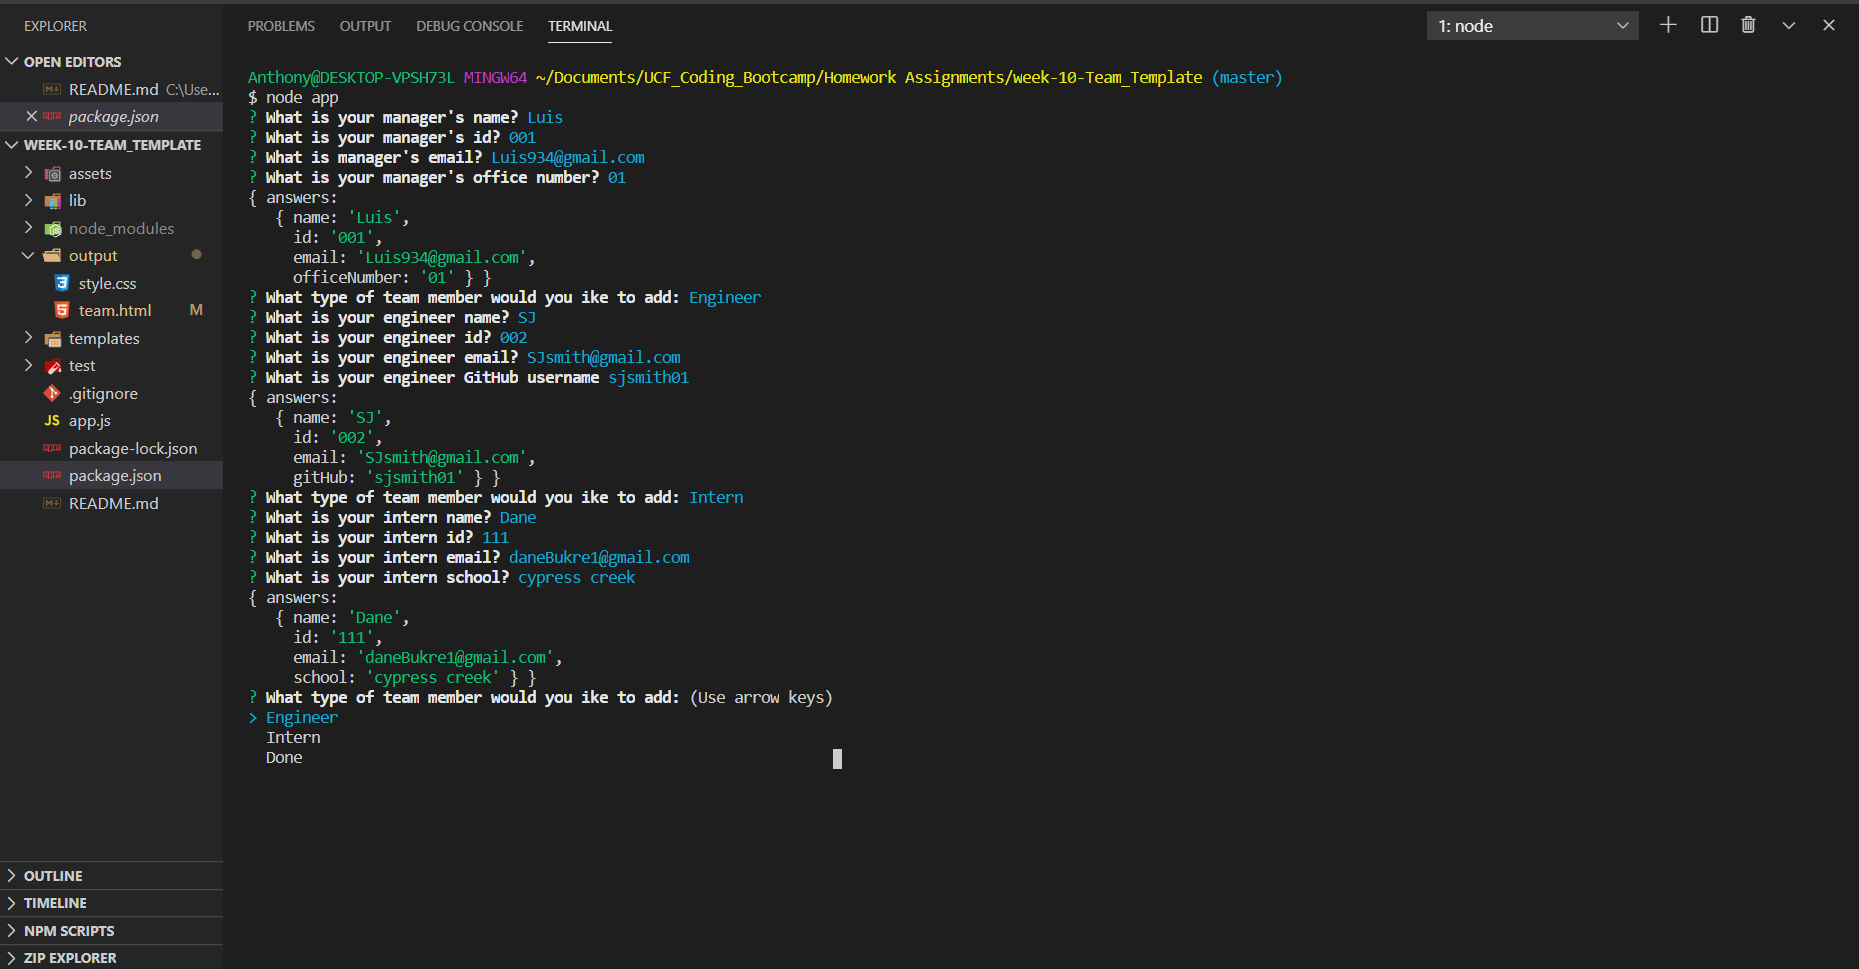 EXPLORER
OPEN EDITORS
README.md C:\Use...
package.json
WEEK-10-TEAM_TEMPLATE
assets
lib
node_modules
output
style.css
team.html M
templates
test
.gitignore
JS app.js
package-lock.json
package.json
README.md
OUTLINE
TIMELINE
NPM SCRIPTS
ZIP EXPLORER
PROBLEMS OUTPUT DEBUG CONSOLE TERMINAL
1: node
Anthony@DESKTOP-VPSH73L MINGW64 ~/Documents/UCF_Coding_Bootcamp/Homework Assignments/week-10-Team_Template (master)
$ node app
? What is your manager's name? Luis
? What is your manager's id? 001
? What is manager's email? Luis934@gmail.com
? What is your manager's office number? 01
{ answers:
{ name: 'Luis',
id: '001',
email: 'Luis934@gmail.com',
officeNumber: '01' } }
? What type of team member would you ike to add: Engineer
? What is your engineer name? SJ
? What is your engineer id? 002
? What is your engineer email? SJsmith@gmail.com
? What is your engineer GitHub username sjsmith01
{ answers:
{ name: 'SJ',
id: '002',
email: 'SJsmith@gmail.com',
gitHub: 'sjsmith01' } }
? What type of team member would you ike to add: Intern
? What is your intern name? Dane
? What is your intern id? 111
? What is your intern email? daneBukre1@gmail.com
? What is your intern school? cypress creek
{ answers:
{ name: 'Dane',
id: '111',
email: 'daneBukre1@gmail.com',
school: 'cypress creek' } }
? What type of team member would you ike to add: (Use arrow keys)
> Engineer
Intern
Done